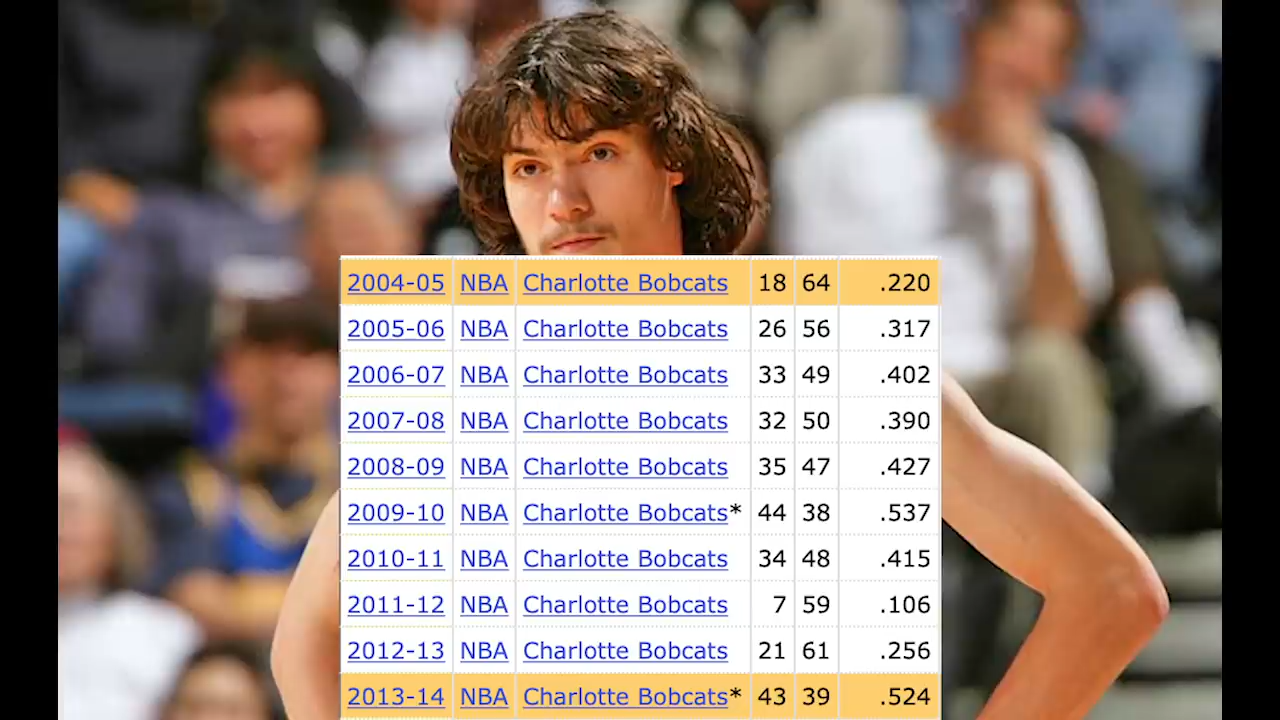 2004-05 NBA Charlotte Bobcats 18 64 .220
2005-06 NBA Charlotte Bobcats 26 56 .317
2006-07 NBA Charlotte Bobcats 33 49 .402
2007-08 NBA Charlotte Bobcats 32 50 .390
2008-09 NBA Charlotte Bobcats 35 47 .427
2009-10 NBA Charlotte Bobcats* 44 38 .537
2010-11 NBA Charlotte Bobcats 34 48 .415
2011-12 NBA Charlotte Bobcats 7 59 .106
2012-13 NBA Charlotte Bobcats 21 61 .256
2013-14 NBA Charlotte Bobcats* 43 39 .524